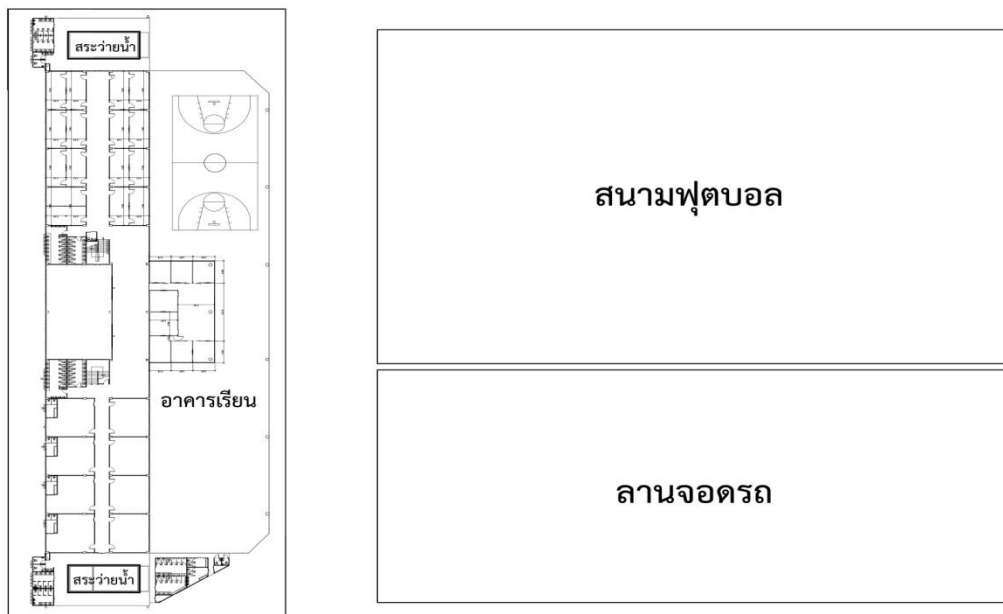 สระว่ายน้ำ
สนามฟุตบอล
อาคารเรียน
ลานจอดรถ
สระว่ายน้ำ